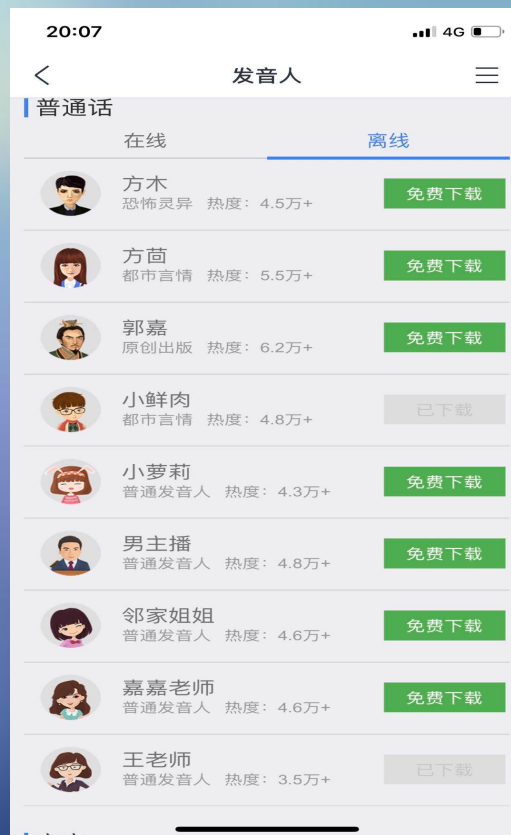 20:07
4G
发音人
普通话
在线
离线
方木
恐怖灵异 热度：4.5万+
免费下载
方茴
都市言情 热度：5.5万+
免费下载
郭嘉
原创出版 热度：6.2万+
免费下载
小鲜肉
都市言情 热度：4.8万+
已下载
小萝莉
普通发音人 热度：4.3万+
免费下载
男主播
普通发音人 热度：4.8万+
免费下载
邻家姐姐
普通发音人 热度：4.6万+
免费下载
嘉嘉老师
普通发音人 热度：4.6万+
免费下载
王老师
普通发音人 热度：3.5万+
已下载